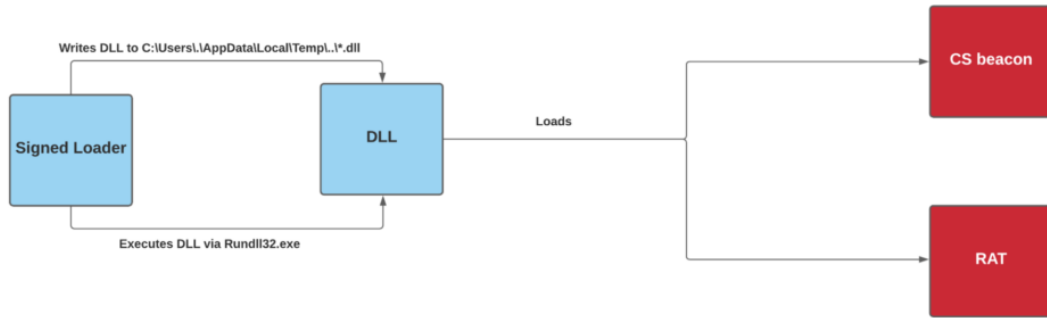 Writes DLL to C:\Users\.\AppData\Local\Temp\..\*.dll
CS beacon
Signed Loader
DLL
Loads
Executes DLL via Rundll32.exe
RAT